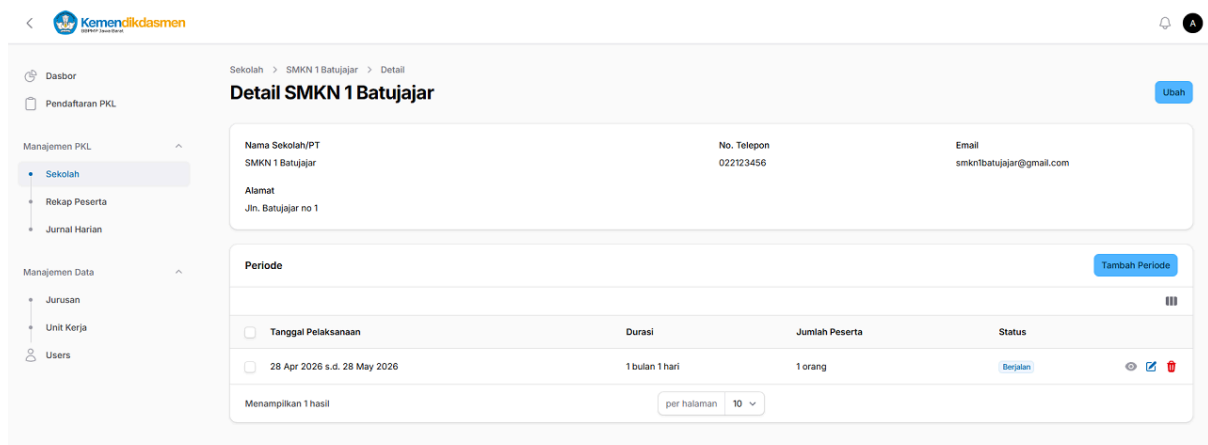 Kemendikdasmen
BBPMP Jawa Barat
A
Dasbor
Pendaftaran PKL
Manajemen PKL
Sekolah
Rekap Peserta
Jurnal Harian
Manajemen Data
Jurusan
Unit Kerja
Users
Sekolah > SMKN 1 Batujajar > Detail
Detail SMKN 1 Batujajar
Ubah
Nama Sekolah/PT No. Telepon Email
SMKN 1 Batujajar 022123456 smkn1batujajar@gmail.com
Alamat
Jln. Batujajar no 1
Periode Tambah Periode
Tanggal Pelaksanaan Durasi Jumlah Peserta Status
28 Apr 2026 s.d. 28 May 2026 1 bulan 1 hari 1 orang Berjalan
Menampilkan 1 hasil per halaman 10